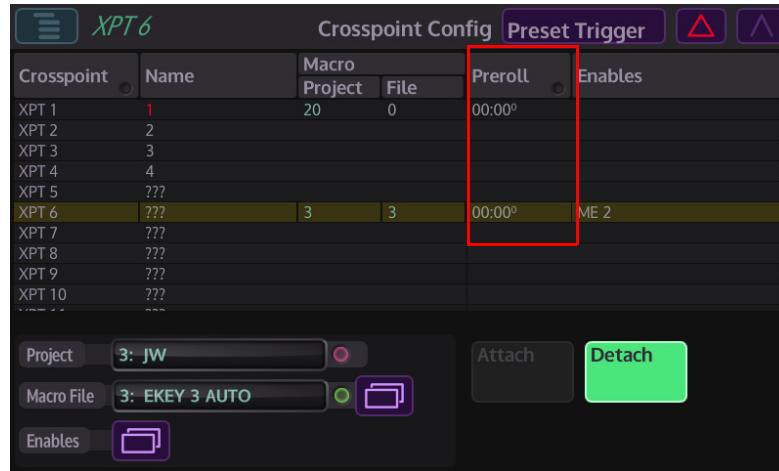 XPT 6 Crosspoint Config Preset Trigger
Crosspoint Name Macro Preroll Enables
Project File
XPT 1 1 20 0 00:00⁰
XPT 2 2
XPT 3 3
XPT 4 4
XPT 5 ???
XPT 6 ??? 3 3 00:00⁰ ME 2
XPT 7 ???
XPT 8 ???
XPT 9 ???
XPT 10 ???
Project 3: JW Attach Detach
Macro File 3: EKEY 3 AUTO
Enables